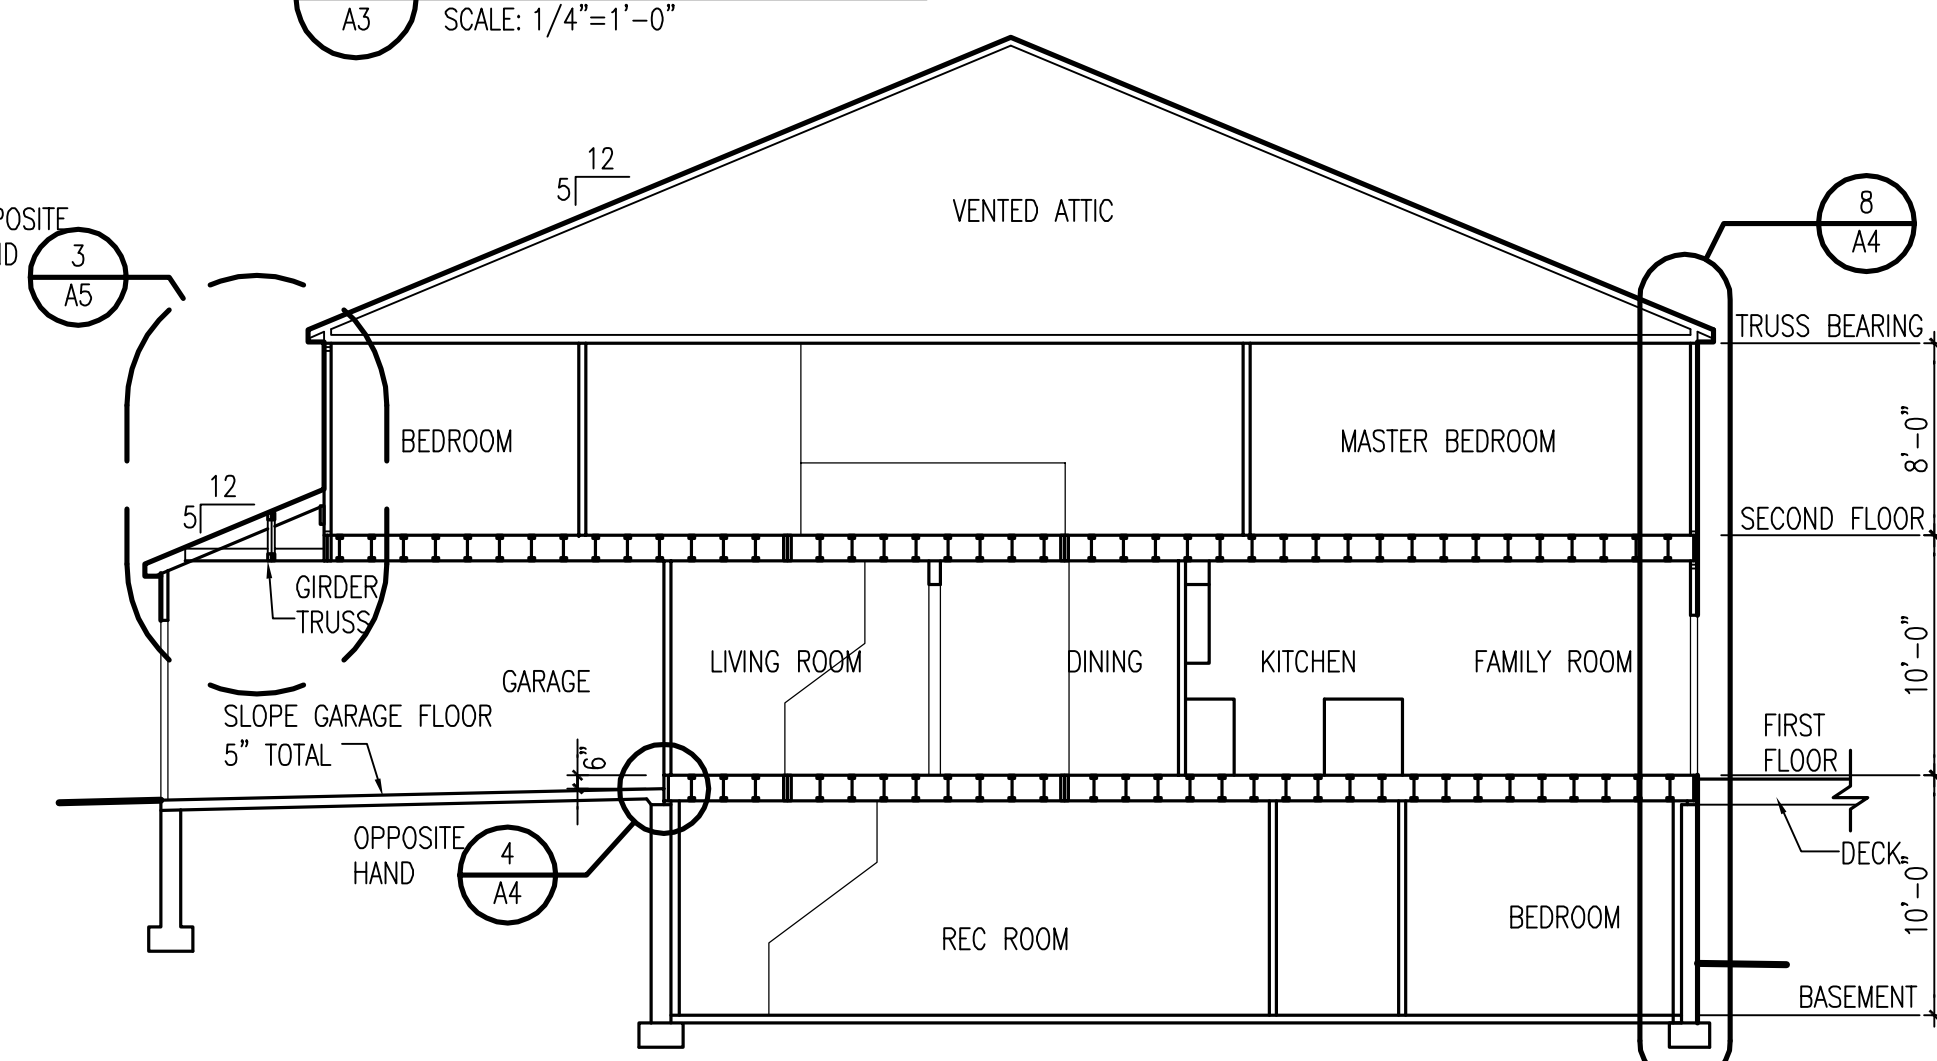 A3
SCALE: 1/4"=1'-0"
12
5
VENTED ATTIC
8
A4
3
A5
TRUSS BEARING
8'-0"
BEDROOM
MASTER BEDROOM
12
5
SECOND FLOOR
GIRDER
TRUSS
10'-0"
GARAGE
LIVING ROOM
DINING
KITCHEN
FAMILY ROOM
SLOPE GARAGE FLOOR
5" TOTAL
6"
FIRST
FLOOR
OPPOSITE
HAND
4
A4
DECK
10'-0"
REC ROOM
BEDROOM
BASEMENT